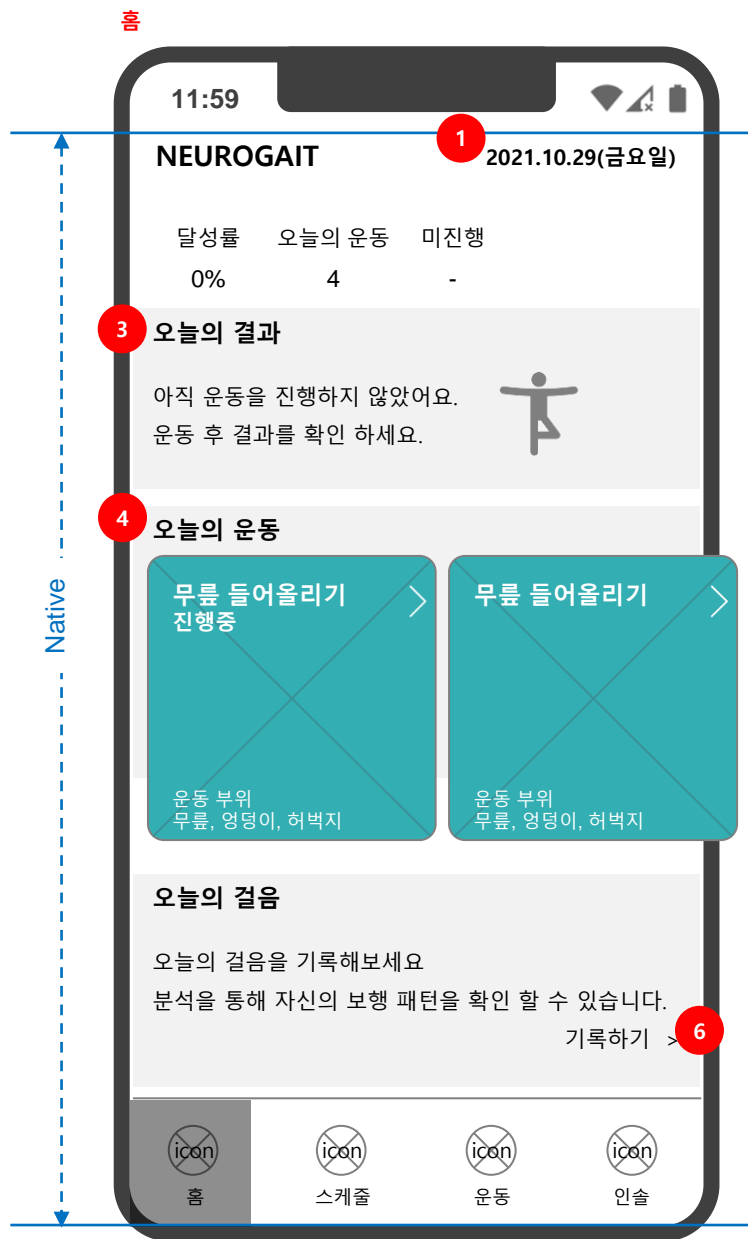 홈
11:59
1
NEUROGAIT
2021.10.29(금요일)
달성률 오늘의 운동 미진행
0% 4 -
3
오늘의 결과
아직 운동을 진행하지 않았어요.
운동 후 결과를 확인 하세요.
4
오늘의 운동
무릎 들어올리기
진행중
운동 부위
무릎, 엉덩이, 허벅지
무릎 들어올리기
운동 부위
무릎, 엉덩이, 허벅지
Native
오늘의 걸음
오늘의 걸음을 기록해보세요
분석을 통해 자신의 보행 패턴을 확인 할 수 있습니다.
기록하기 >
6
icon icon icon icon
홈 스케줄 운동 인솔